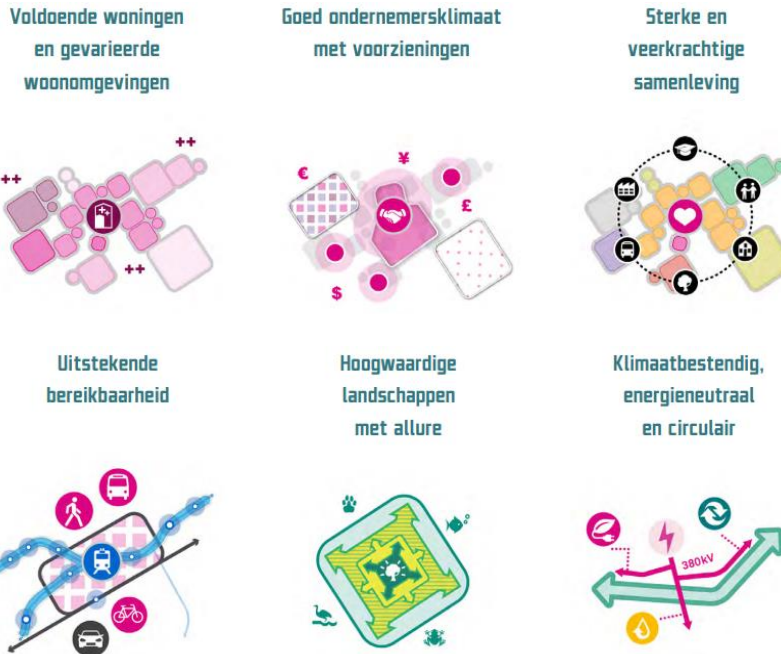 Voldoende woningen
en gevarieerde
woonomgevingen
Goed ondernemersklimaat
met voorzieningen
Sterke en
veerkrachtige
samenleving
++
++
++
€
¥
£
$
Uitstekende
bereikbaarheid
Hoogwaardige
landschappen
met allure
Klimaatbestendig,
energieneutraal
en circulair
380kV